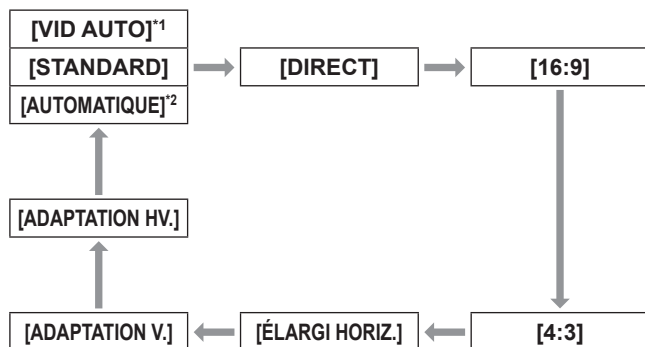 [VID AUTO]*1
[STANDARD]
[AUTOMATIQUE]*2
[DIRECT]
[16:9]
[4:3]
[ÉLARGI HORIZ.]
[ADAPTATION V.]
[ADAPTATION HV.]